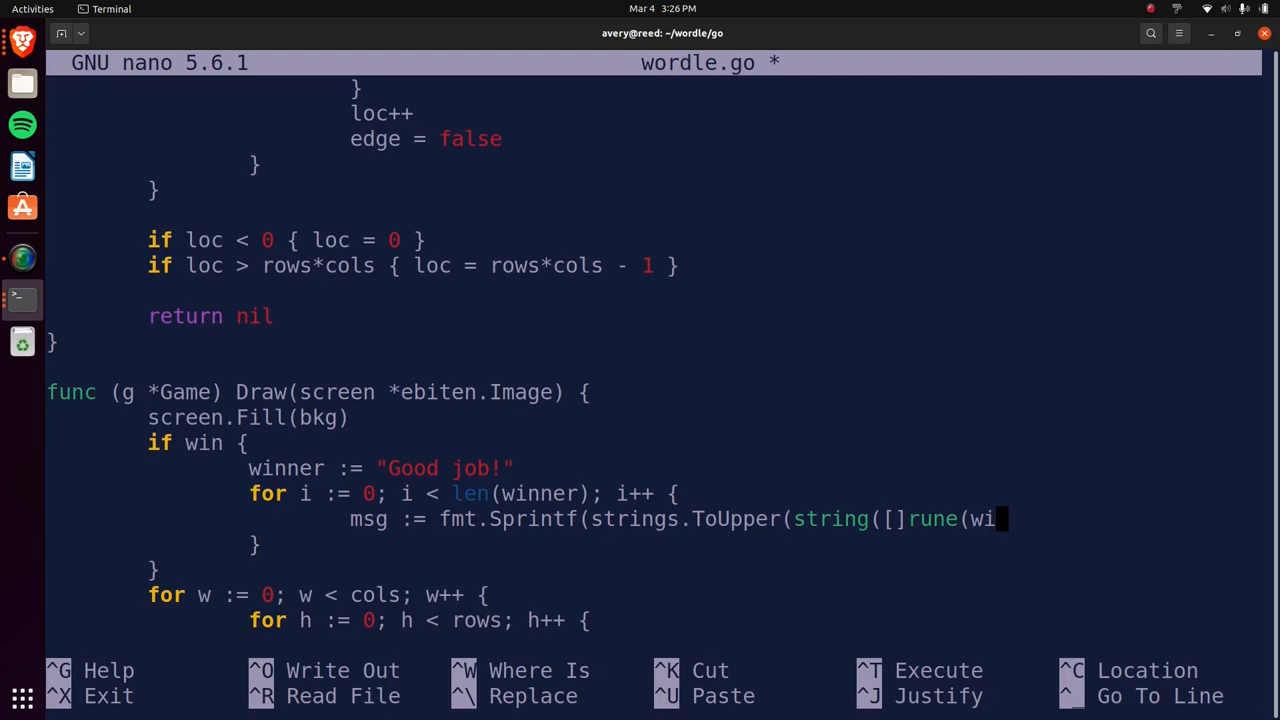 Activities Terminal Mar 4 3:26 PM
avery@reed: ~/wordle/go
GNU nano 5.6.1 wordle.go *
}
loc++
edge = false
}
}
if loc < 0 { loc = 0 }
if loc > rows*cols { loc = rows*cols - 1 }
return nil
}
func (g *Game) Draw(screen *ebiten.Image) {
screen.Fill(bkg)
if win {
winner := "Good job!"
for i := 0; i < len(winner); i++ {
msg := fmt.Sprintf(strings.ToUpper(string([]rune(wi
}
}
for w := 0; w < cols; w++ {
for h := 0; h < rows; h++ {
^G Help ^O Write Out ^W Where Is ^K Cut ^T Execute ^C Location
^X Exit ^R Read File ^\ Replace ^U Paste ^J Justify ^_ Go To Line